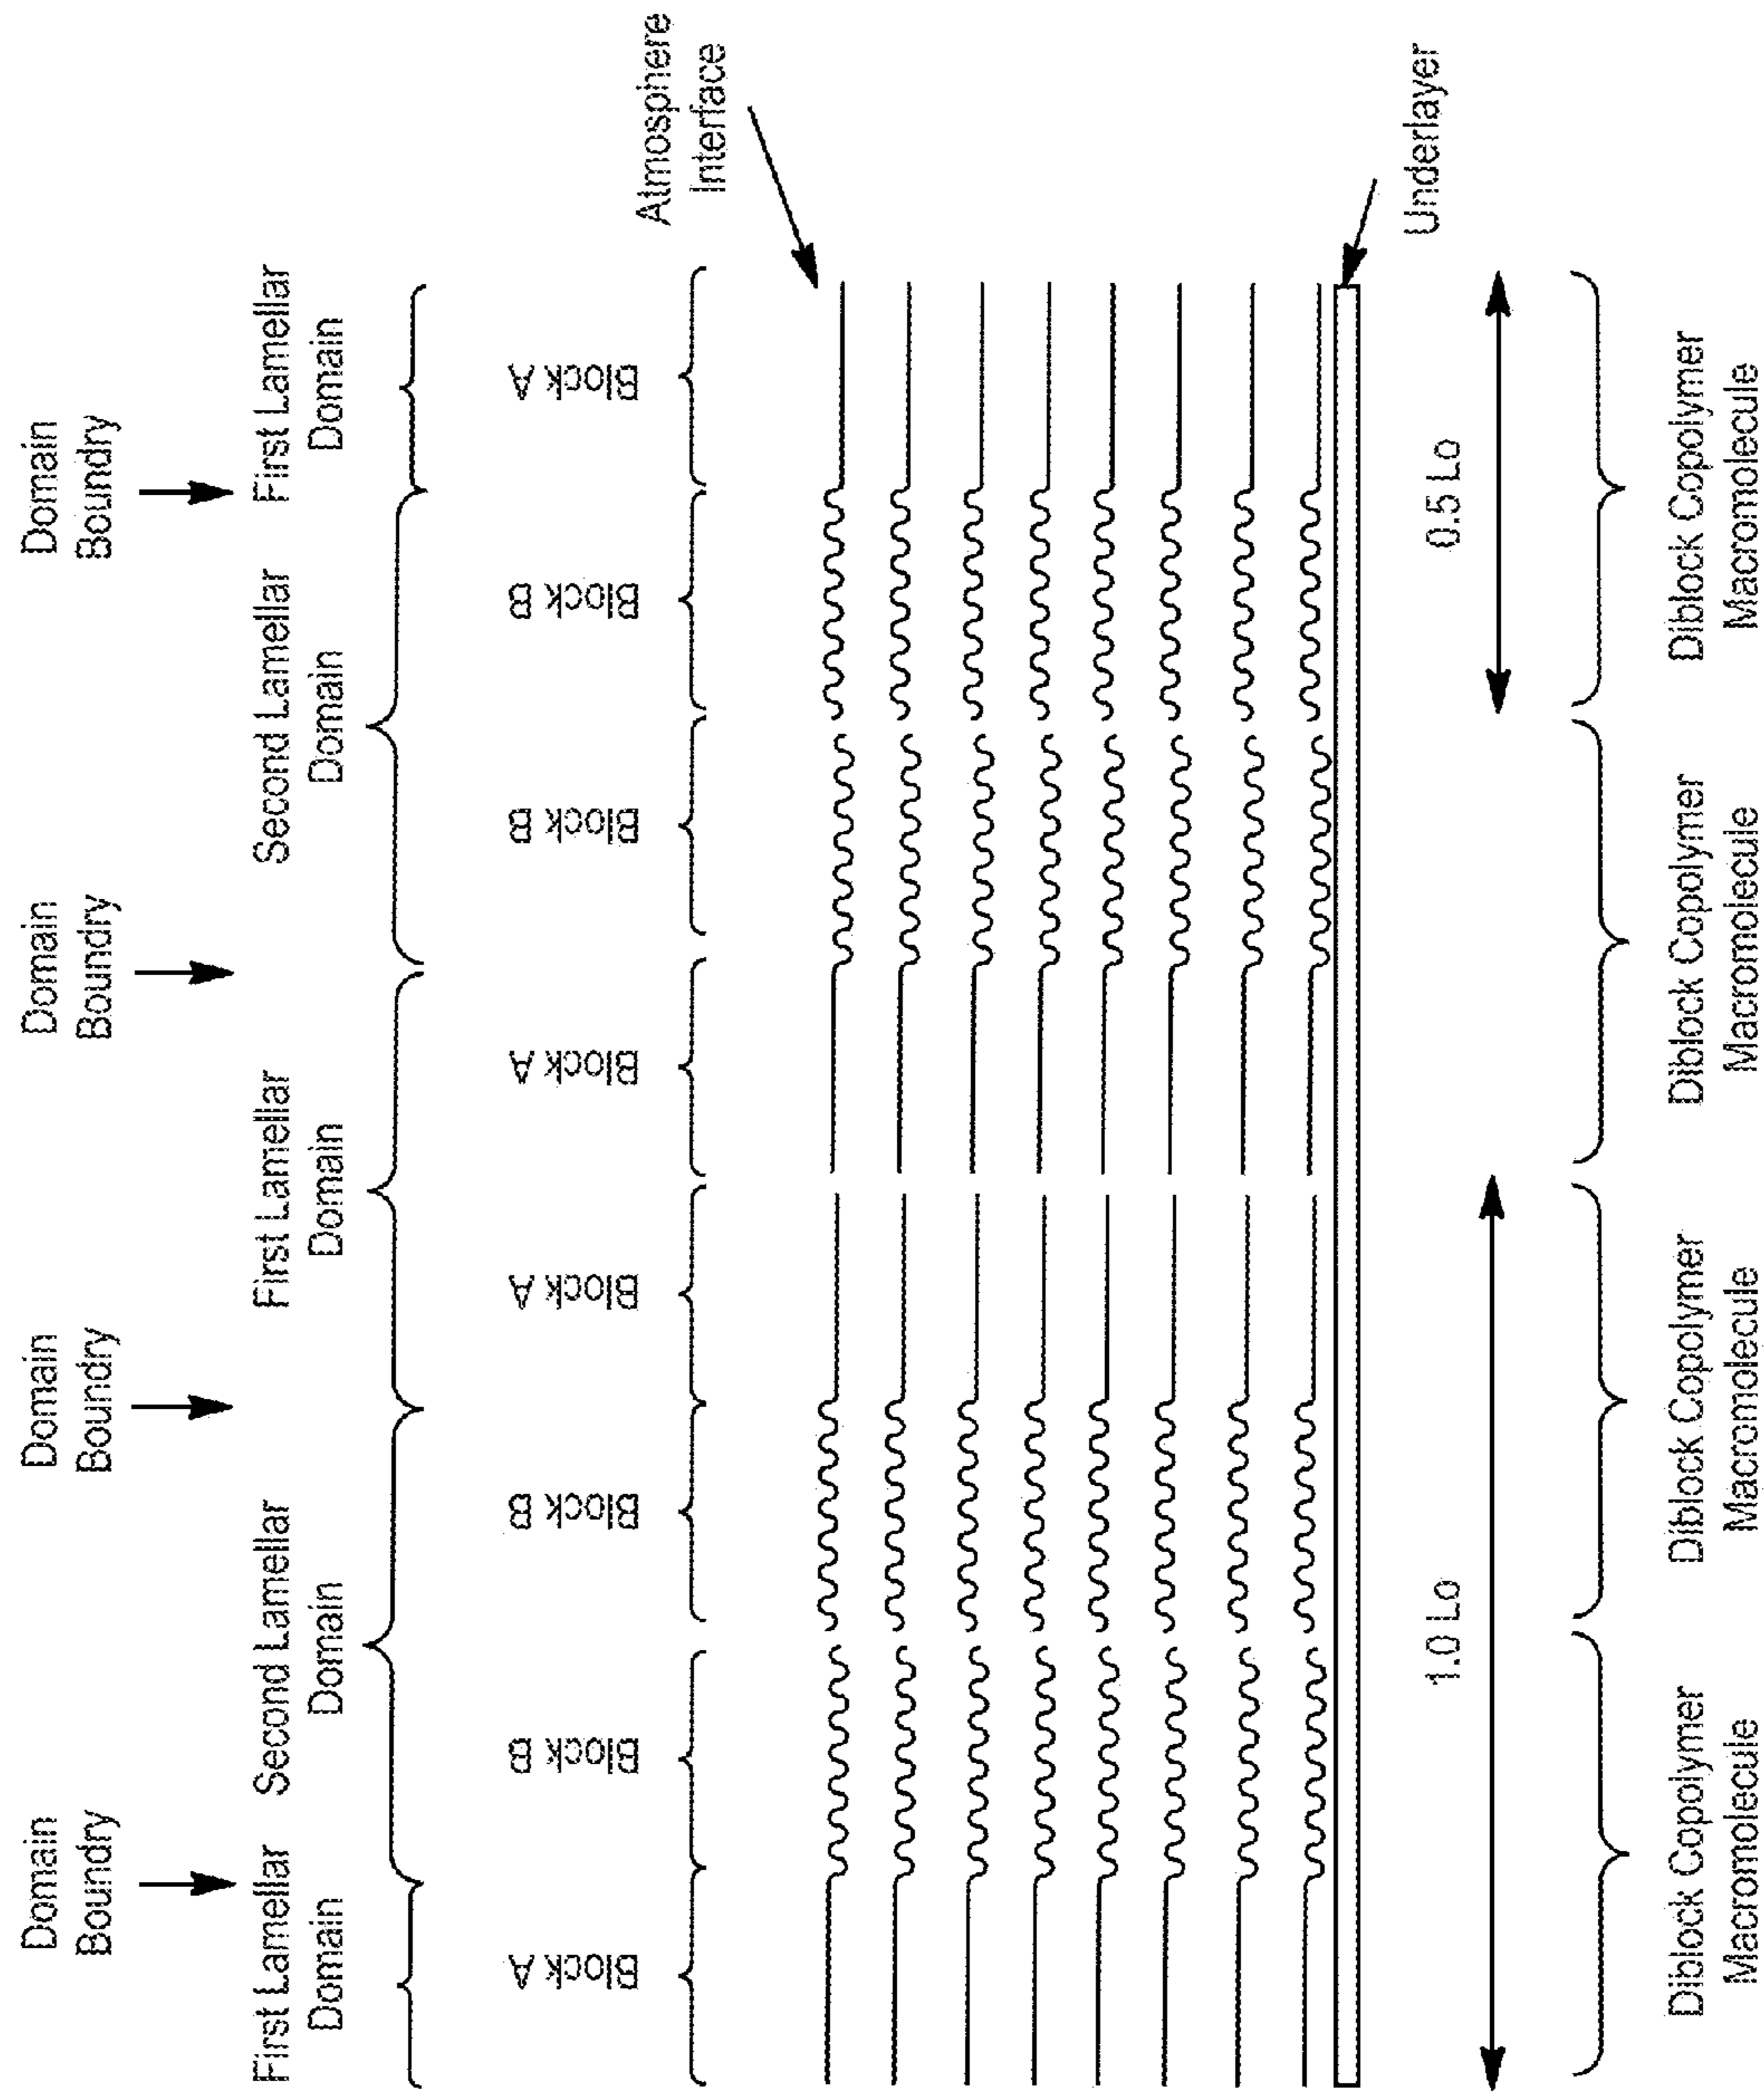 Domain
Boundry
Domain
Boundry
Domain
Boundry
Domain
Boundry
First Lamellar
Domain
Second Lamellar
Domain
First Lamellar
Domain
Second Lamellar
Domain
First Lamellar
Domain
Block A
Block B
Block B
Block A
Block A
Block B
Block B
Block A
Atmosphere
Interface
Underlayer
1.0 Lo
0.5 Lo
Diblock Copolymer
Macromolecule
Diblock Copolymer
Macromolecule
Diblock Copolymer
Macromolecule
Diblock Copolymer
Macromolecule